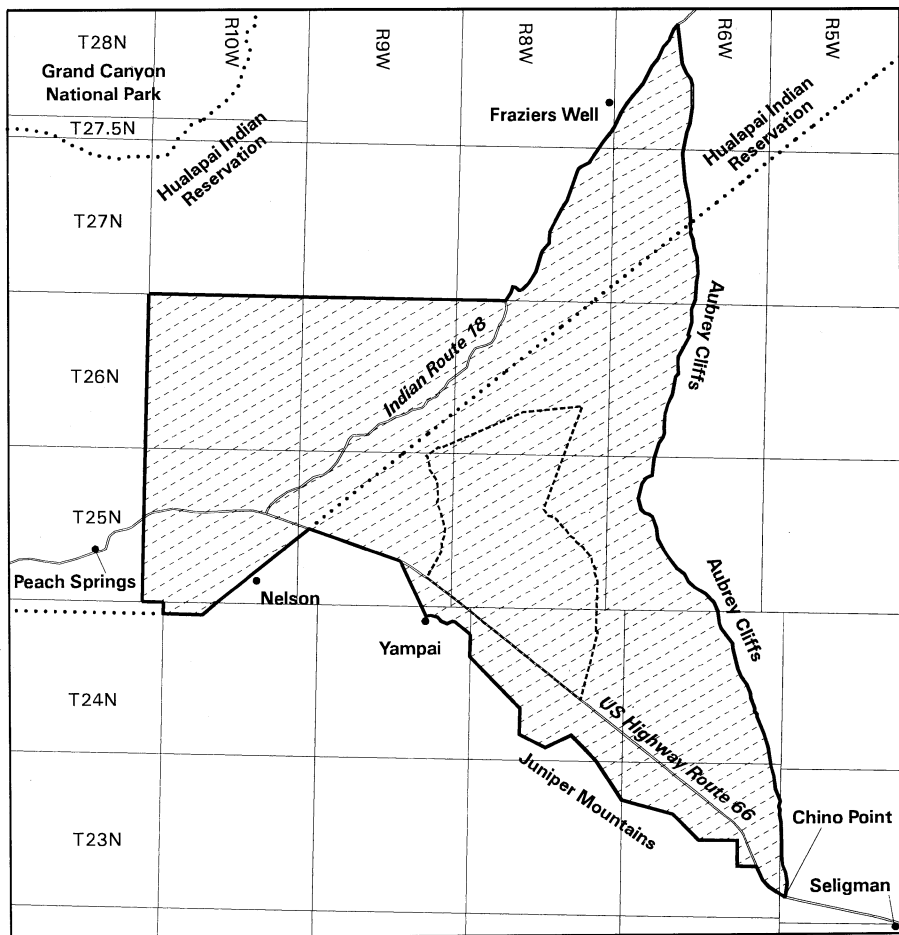 T28N
R10W
R9W
R8W
R6W
R5W
Grand Canyon
National Park
T27.5N
Hualapai Indian
Reservation
Fraziers Well
Hualapai Indian
Reservation
T27N
Aubrey Cliffs
Indian Route 18
T26N
T25N
Peach Springs
Nelson
Aubrey Cliffs
Yampai
T24N
US Highway Route 66
Juniper Mountains
T23N
Chino Point
Seligman